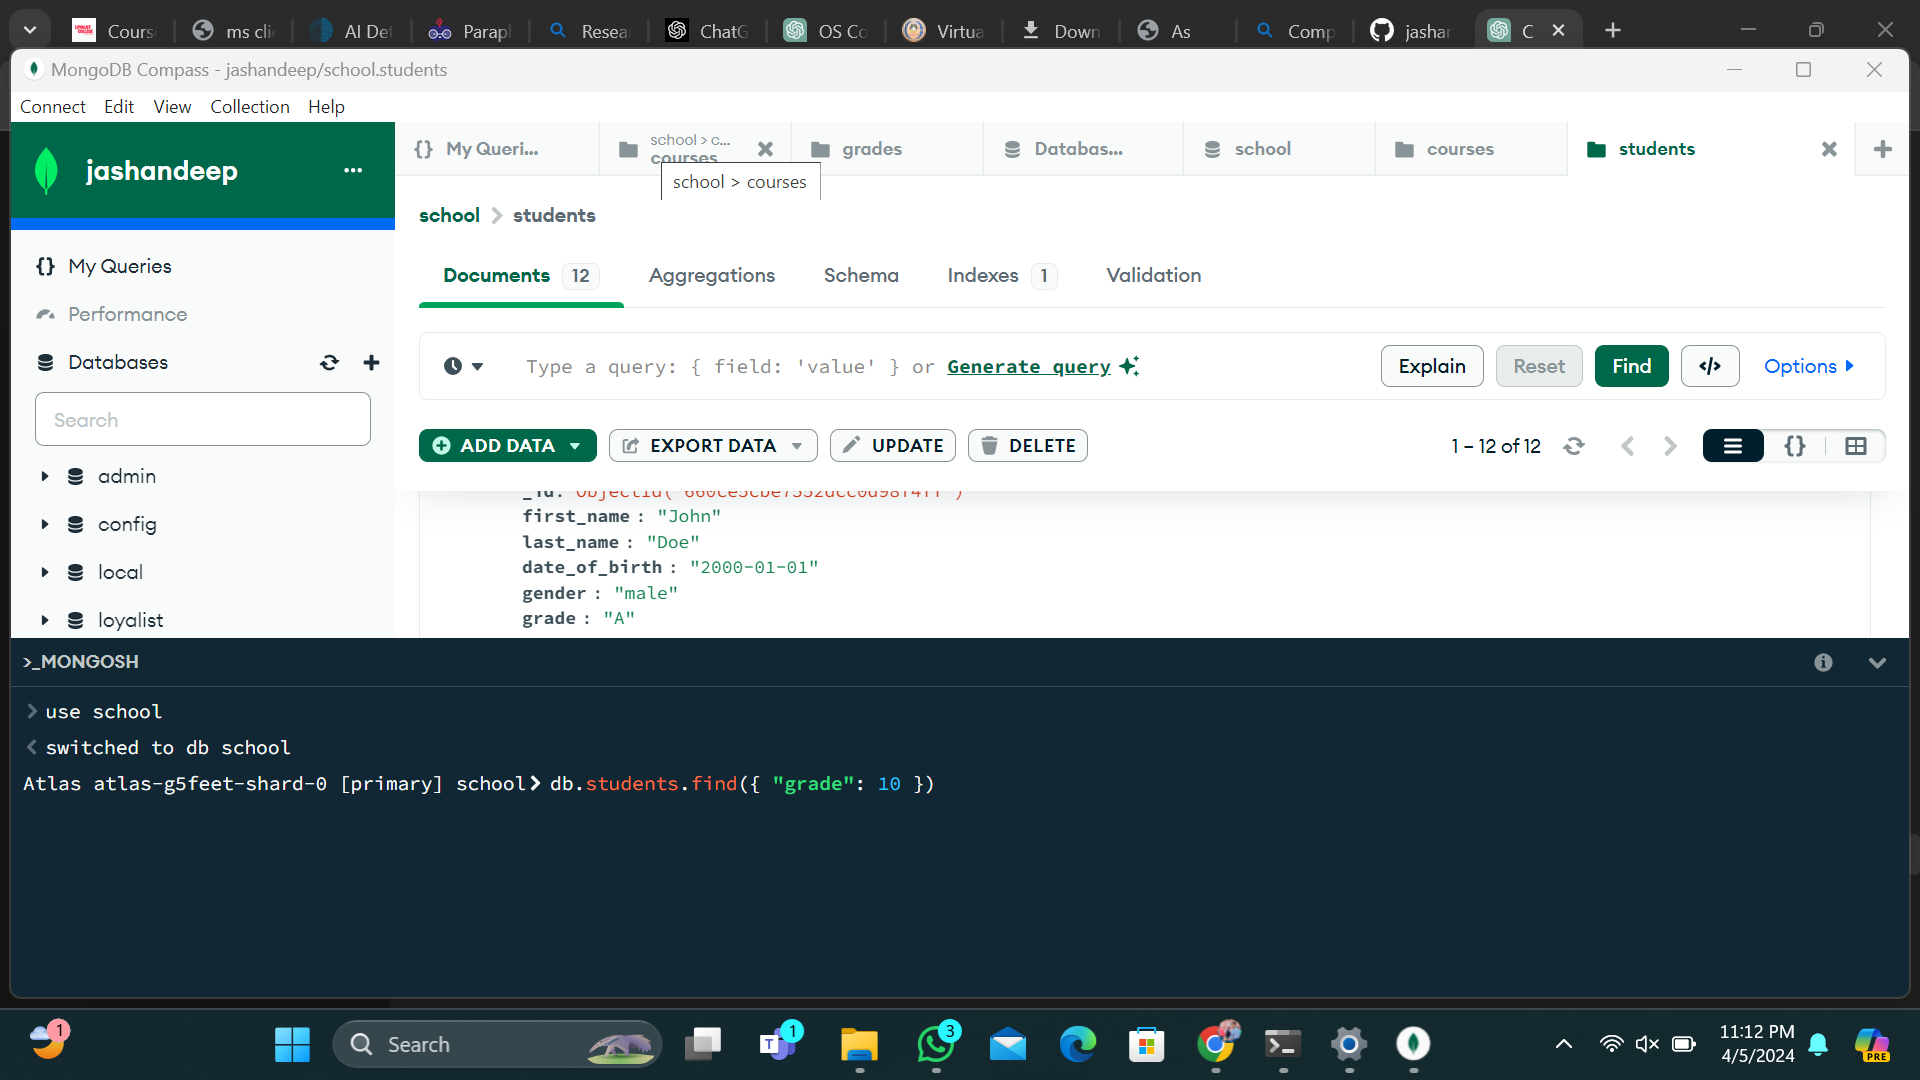 Cours
ms cli
AI Det
Parap
Resea
ChatG
OS Co
Virtua
Down
As
Comp
jashar
C
MongoDB Compass - jashandeep/school.students
Connect Edit View Collection Help
jashandeep
My Queri...
school > c...
courses
grades
Databas...
school
courses
students
school > courses
school > students
My Queries
Performance
Databases
Search
admin
config
local
loyalist
Documents 12
Aggregations
Schema
Indexes 1
Validation
Type a query: { field: 'value' } or Generate query
Explain
Reset
Find
</>
Options
ADD DATA
EXPORT DATA
UPDATE
DELETE
1 – 12 of 12
{}
first_name : "John"
last_name : "Doe"
date_of_birth : "2000-01-01"
gender : "male"
grade : "A"
>_MONGOSH
> use school
< switched to db school
Atlas atlas-g5feet-shard-0 [primary] school> db.students.find({ "grade": 10 })
1
Search
1
3
11:12 PM
4/5/2024
PRE